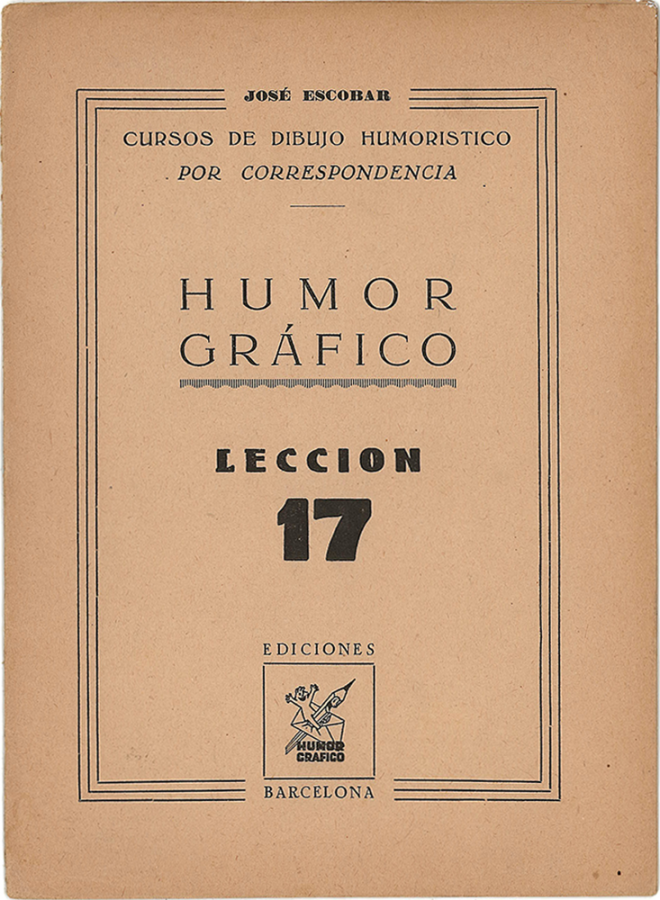 JOSÉ ESCOBAR
CURSOS DE DIBUJO HUMORISTICO
POR CORRESPONDENCIA
HUMOR
GRÁFICO
LECCION
17
EDICIONES
HUMOR
GRAFICO
BARCELONA